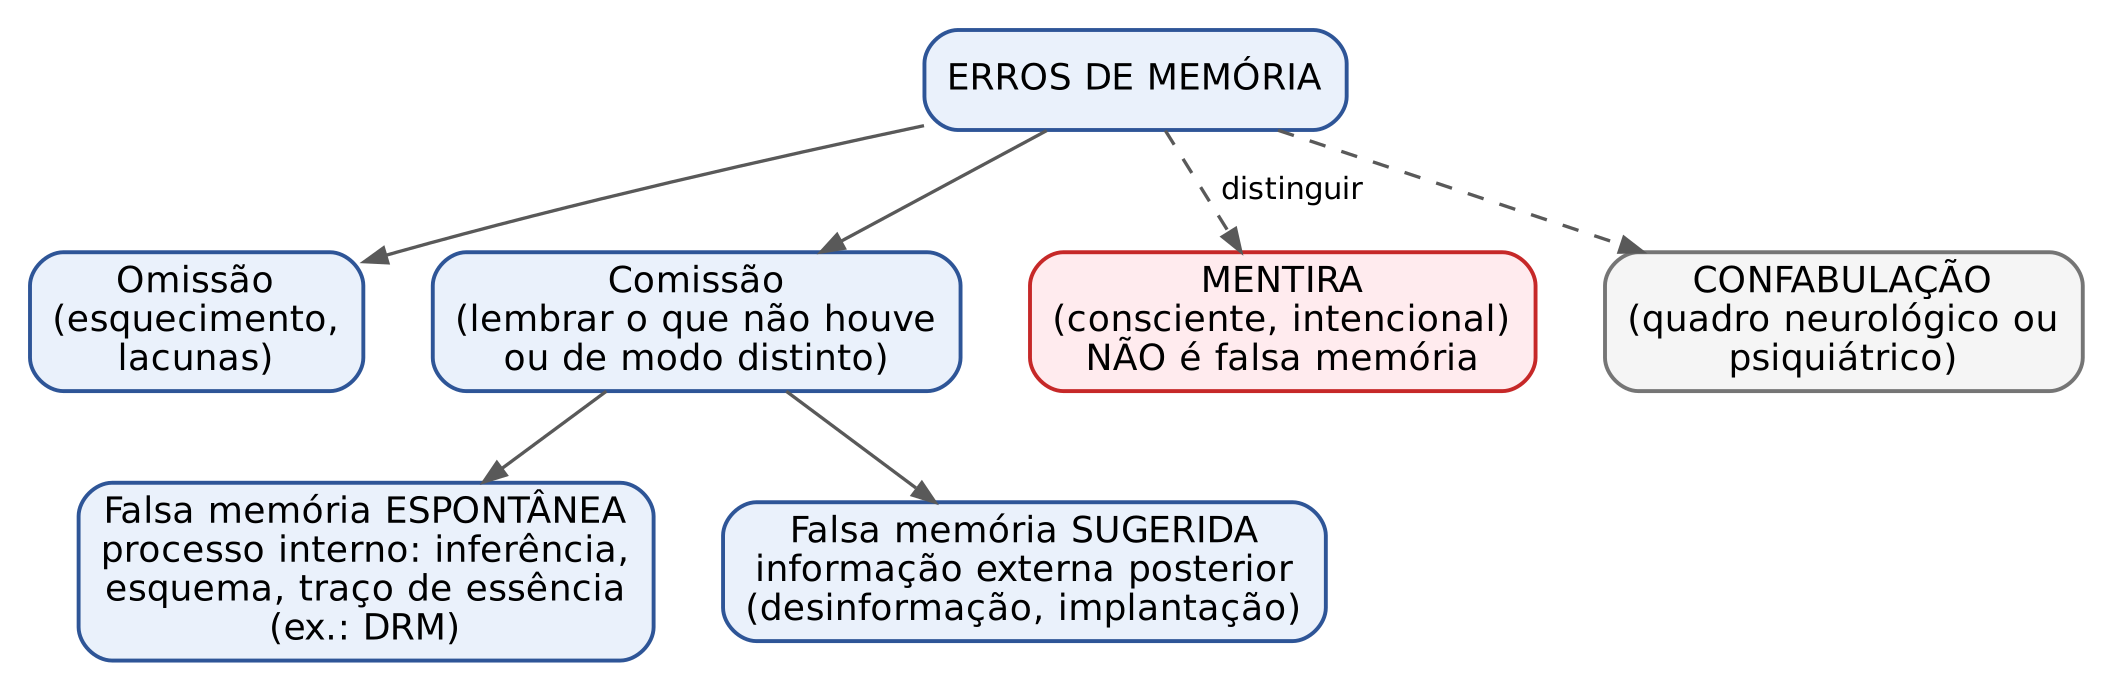 ERROS DE MEMÓRIA
distinguir
Omissão
(esquecimento,
lacunas)
Comissão
(lembrar o que não houve
ou de modo distinto)
MENTIRA
(consciente, intencional)
NÃO é falsa memória
CONFABULAÇÃO
(quadro neurológico ou
psiquiátrico)
Falsa memória ESPONTÂNEA
processo interno: inferência,
esquema, traço de essência
(ex.: DRM)
Falsa memória SUGERIDA
informação externa posterior
(desinformação, implantação)